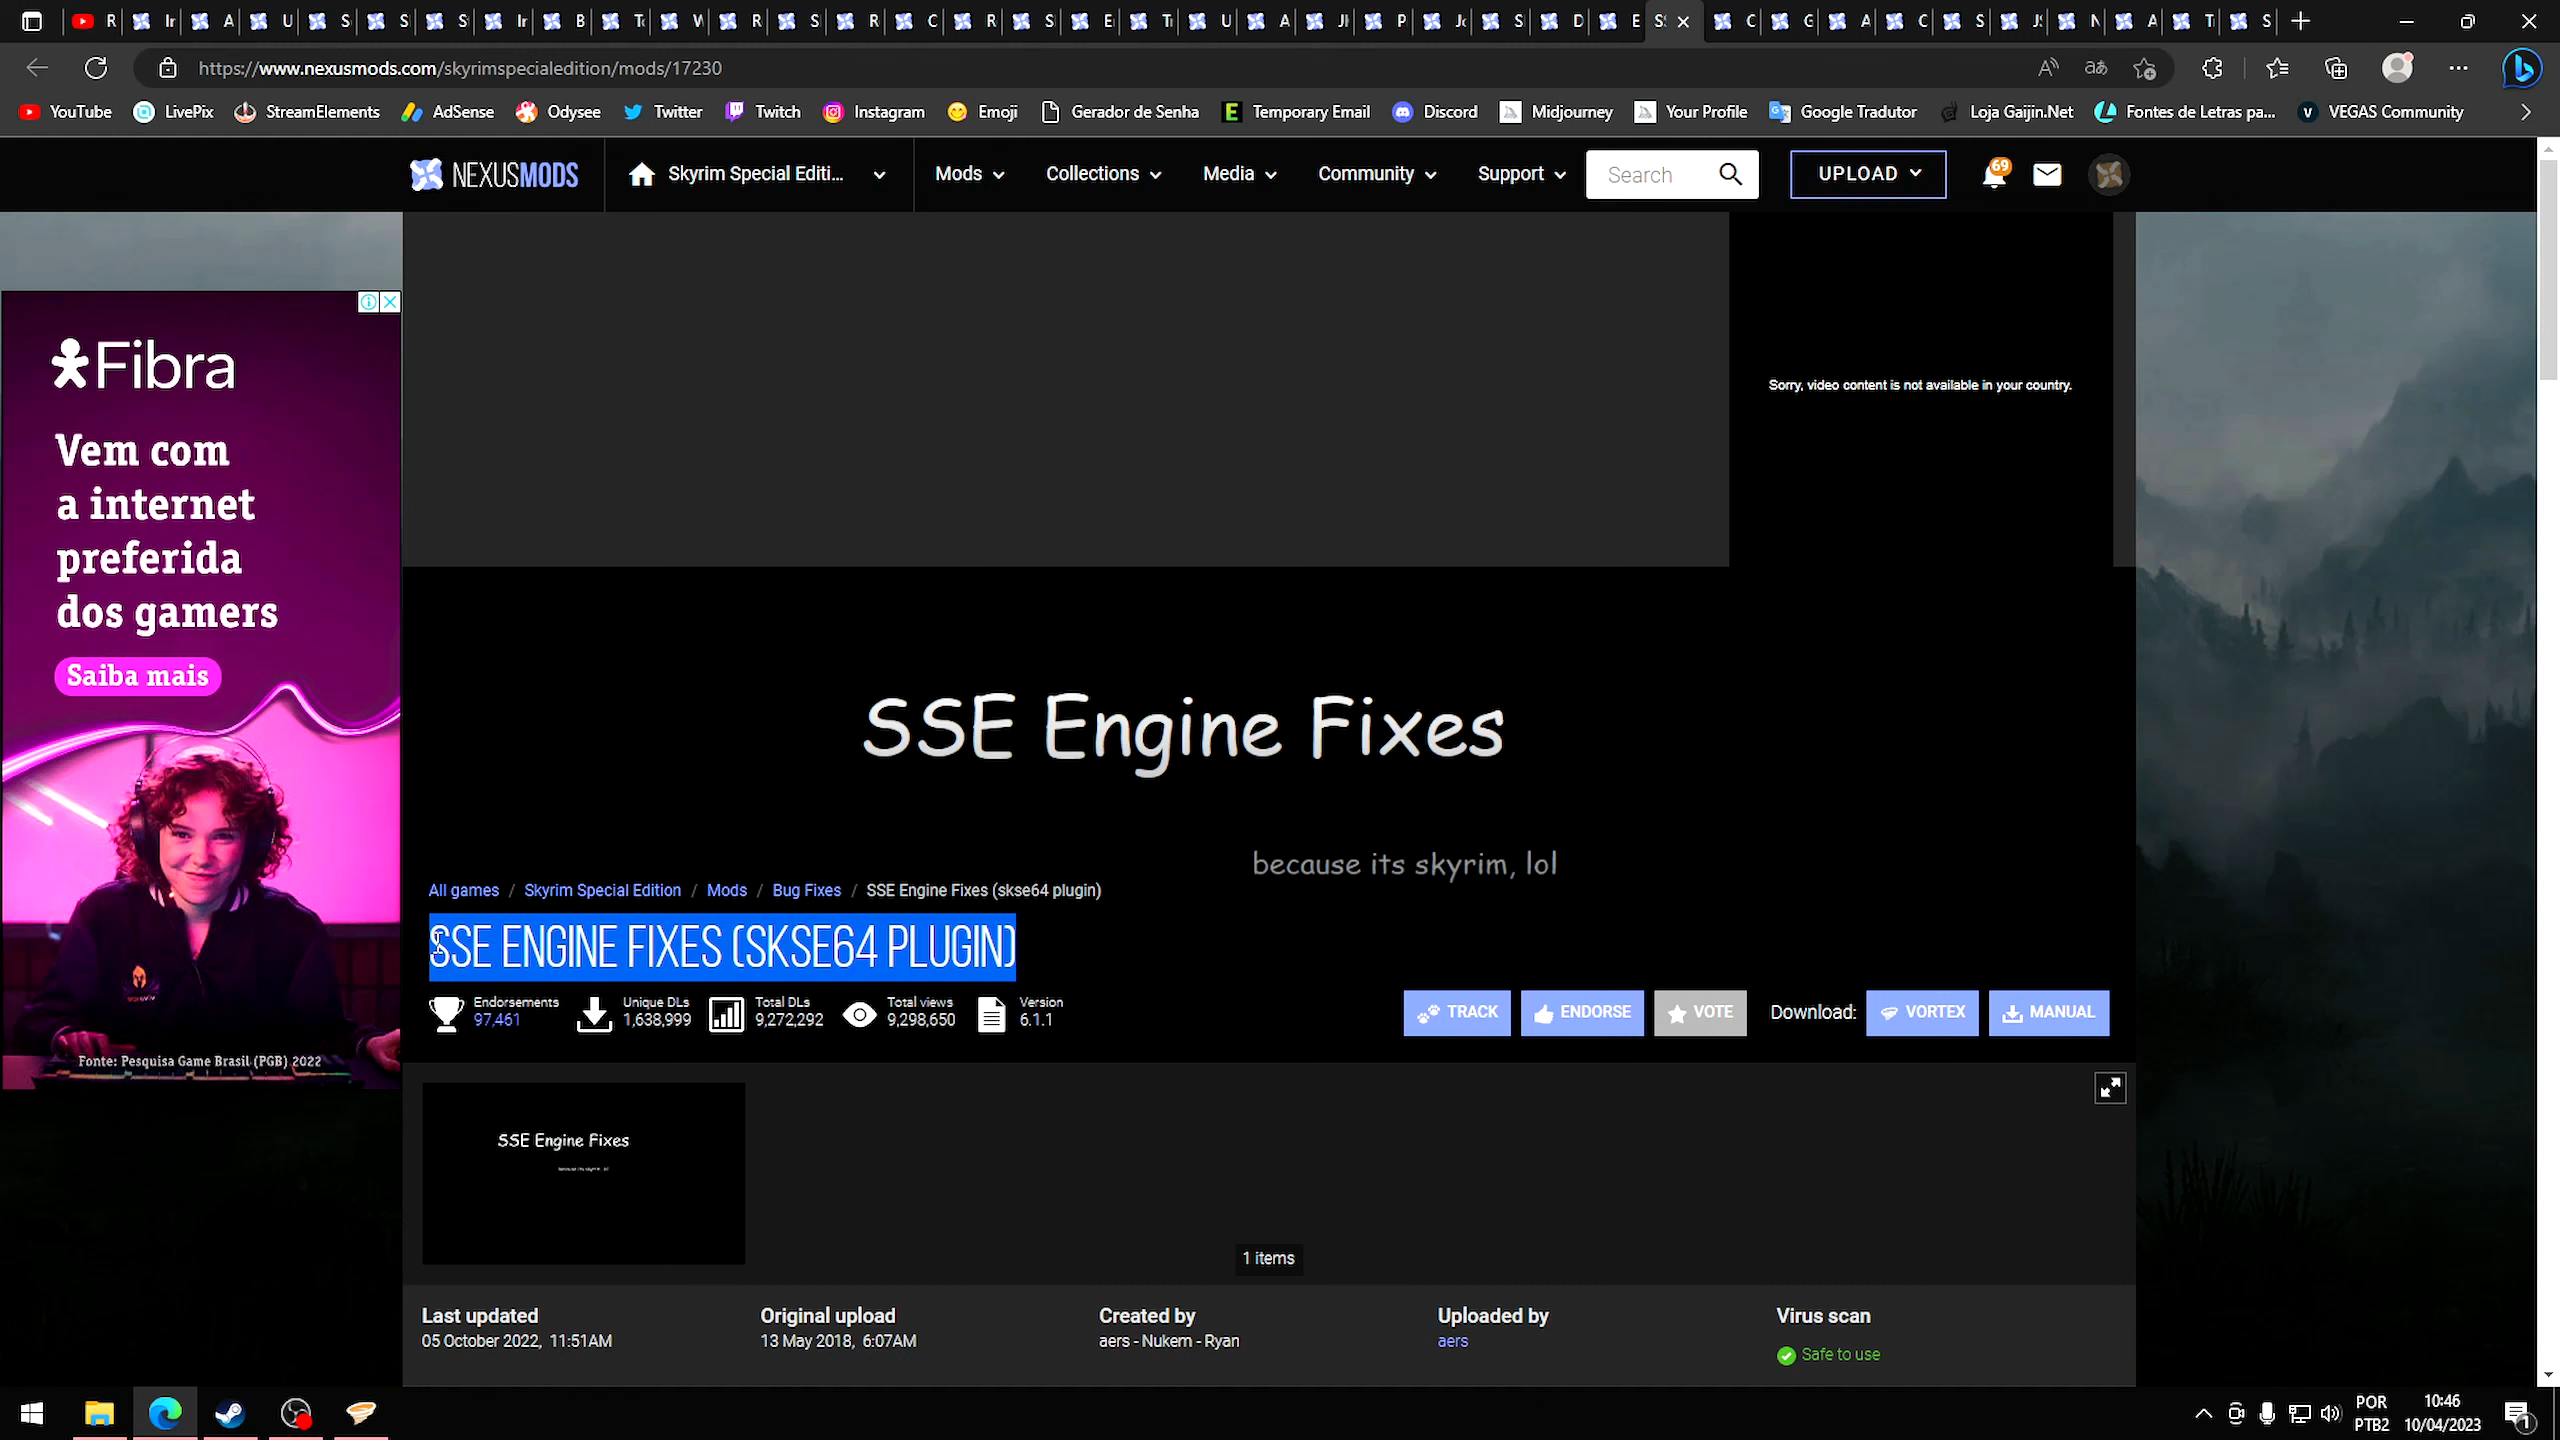 https://www.nexusmods.com/skyrimspecialedition/mods/17230
YouTube LivePix StreamElements AdSense Odysee Twitter Twitch Instagram Emoji Gerador de Senha Temporary Email Discord Midjourney Your Profile Google Tradutor Loja Gaijin.Net Fontes de Letras pa... VEGAS Community
NEXUSMODS Skyrim Special Editi... Mods Collections Media Community Support Search UPLOAD 69
Sorry, video content is not available in your country.
Fibra
Vem com
a internet
preferida
dos gamers
Saiba mais
Fonte: Pesquisa Game Brasil (PGB) 2022
SSE Engine Fixes
because its skyrim, lol
All games / Skyrim Special Edition / Mods / Bug Fixes / SSE Engine Fixes (skse64 plugin)
SSE ENGINE FIXES (SKSE64 PLUGIN)
Endorsements Unique DLs Total DLs Total views Version
97,461 1,638,999 9,272,292 9,298,650 6.1.1
TRACK ENDORSE VOTE Download: VORTEX MANUAL
SSE Engine Fixes
because its skyrim, lol
1 items
Last updated Original upload Created by Uploaded by Virus scan
05 October 2022, 11:51AM 13 May 2018, 6:07AM aers - Nukem - Ryan aers Safe to use
POR 10:46
PTB2 10/04/2023 1